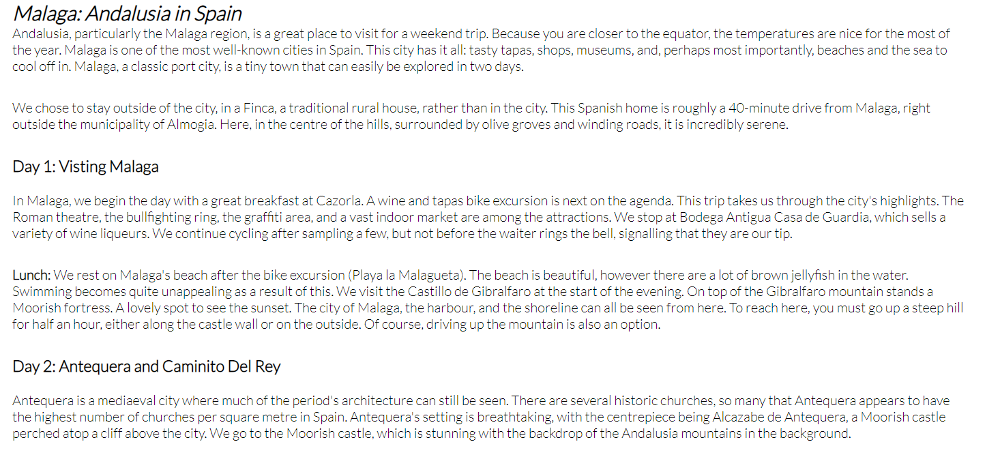 Malaga: Andalusia in Spain
Andalusia, particularly the Malaga region, is a great place to visit for a weekend trip. Because you are closer to the equator, the temperatures are nice for the most of
the year. Malaga is one of the most well-known cities in Spain. This city has it all: tasty tapas, shops, museums, and, perhaps most importantly, beaches and the sea to
cool off in. Malaga, a classic port city, is a tiny town that can easily be explored in two days.
We chose to stay outside of the city, in a Finca, a traditional rural house, rather than in the city. This Spanish home is roughly a 40-minute drive from Malaga, right
outside the municipality of Almogia. Here, in the centre of the hills, surrounded by olive groves and winding roads, it is incredibly serene.
Day 1: Visting Malaga
In Malaga, we begin the day with a great breakfast at Cazorla. A wine and tapas bike excursion is next on the agenda. This trip takes us through the city's highlights. The
Roman theatre, the bullfighting ring, the graffiti area, and a vast indoor market are among the attractions. We stop at Bodega Antigua Casa de Guardia, which sells a
variety of wine liqueurs. We continue cycling after sampling a few, but not before the waiter rings the bell, signalling that they are our tip.
Lunch: We rest on Malaga's beach after the bike excursion (Playa la Malagueta). The beach is beautiful, however there are a lot of brown jellyfish in the water.
Swimming becomes quite unappealing as a result of this. We visit the Castillo de Gibralfaro at the start of the evening. On top of the Gibralfaro mountain stands a
Moorish fortress. A lovely spot to see the sunset. The city of Malaga, the harbour, and the shoreline can all be seen from here. To reach here, you must go up a steep hill
for half an hour, either along the castle wall or on the outside. Of course, driving up the mountain is also an option.
Day 2: Antequera and Caminito Del Rey
Antequera is a mediaeval city where much of the period's architecture can still be seen. There are several historic churches, so many that Antequera appears to have
the highest number of churches per square metre in Spain. Antequera's setting is breathtaking, with the centrepiece being Alcazabe de Antequera, a Moorish castle
perched atop a cliff above the city. We go to the Moorish castle, which is stunning with the backdrop of the Andalusia mountains in the background.